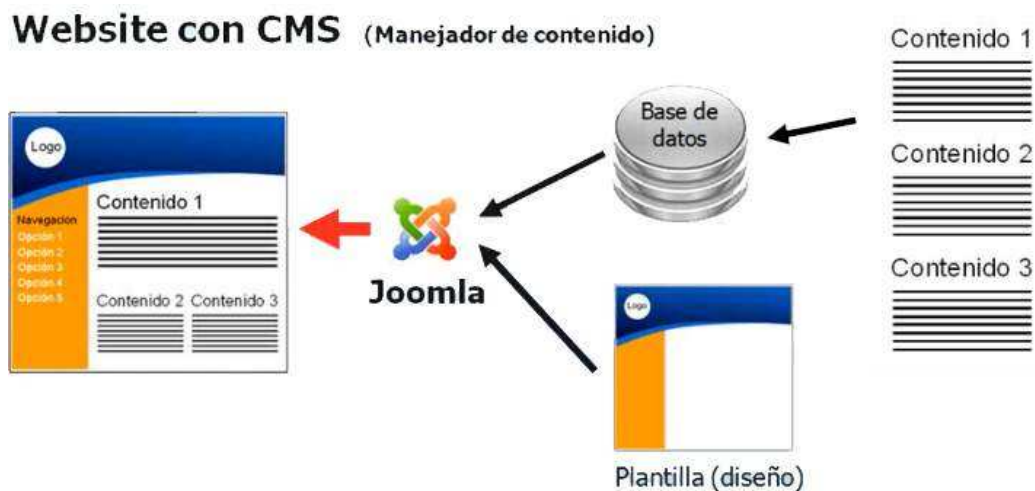 Website con CMS (Manejador de contenido)
Logo
Navegación
Opción 1
Opción 2
Opción 3
Opción 4
Opción 5
Contenido 1
Contenido 2 Contenido 3
Joomla
Base de
datos
Logo
Plantilla (diseño)
Contenido 1
Contenido 2
Contenido 3